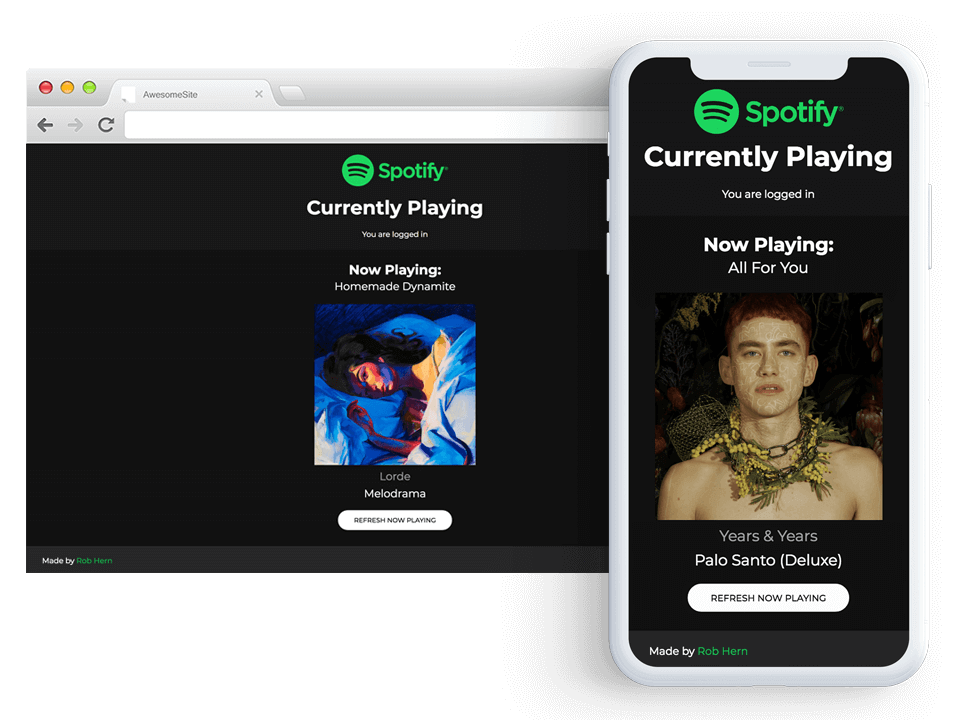 AwesomeSite
Spotify®
Currently Playing
You are logged in
Now Playing:
Homemade Dynamite
Lorde
Melodrama
REFRESH NOW PLAYING
Made by Rob Hern
Spotify®
Currently Playing
You are logged in
Now Playing:
All For You
Years & Years
Palo Santo (Deluxe)
REFRESH NOW PLAYING
Made by Rob Hern